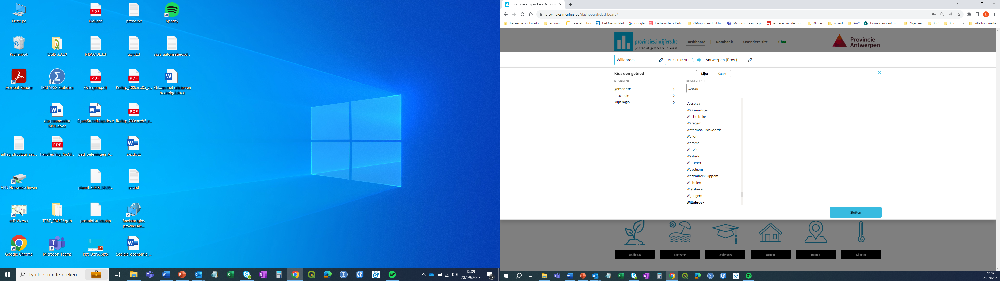 Deze pc
Mol.pdf
prono.txt
Spotify
Prullenbak
QGIS 3.32.0
NISCODE.txt
qgis.txt
spss_autorisatiecod...
Acrobat Reader
IBM SPSS Statistics
Oelegem.pdf
Rollup_200cmx85_v...
Stilaan met uitsterven
bedreigd.docx
dorpenmonitor
MOL.docx
OpenStreetMap.docx
Rollup_200cmx85_v...
uitleg_structuur_sas....
handleiding_ArcGI...
pad_oefeningen_A...
sas.docx
VPN Netwerkschijven
planet_3.028_50.59...
sas.txt
eID Viewer
TEST_PROC3.gdb
postaldistricts.shp
Snelstartgids
provinciale...
Google Chrome
Microsoft Teams
Ppt_DenA.pptx
Sociale_economie_...
Typ hier om te zoeken
15:39
28/09/2023
17
provincies.incijfers.be - Dashboa
provincies.incijfers.be/dashboard/dashboard/
L
Beheerde bookmarks
accounts
Telenet: Inbox
Het Nieuwsblad
Google
Herbeluister - Radi...
Geïmporteerd uit In...
Microsoft Teams - p...
extranet van de pro...
Klimaat
arbeid
PinC
Home - Provant Int...
Algemeen
KSZ
Kbo
»
Alle bookmarks
provincies.incijfers.be
je stad of gemeente in kaart
Dashboard | Databank | Over deze site | Chat
Provincie
Antwerpen
Willebroek
VERGELIJK MET
Antwerpen (Prov.)
Kies een gebied
Lijst
Kaart
KIES NIVEAU
gemeente
provincie
Mijn regio
KIES GEMEENTE
ZOEKEN
Vosselaar
Waasmunster
Wachtebeke
Waregem
Watermaal-Bosvoorde
Wellen
Wemmel
Wervik
Westerlo
Wetteren
Wevelgem
Wezembeek-Oppem
Wichelen
Wielsbeke
Wijnegem
Willebroek
Sluiten
Landbouw
Toerisme
Onderwijs
Wonen
Ruimte
Klimaat
15:39
28/09/2023